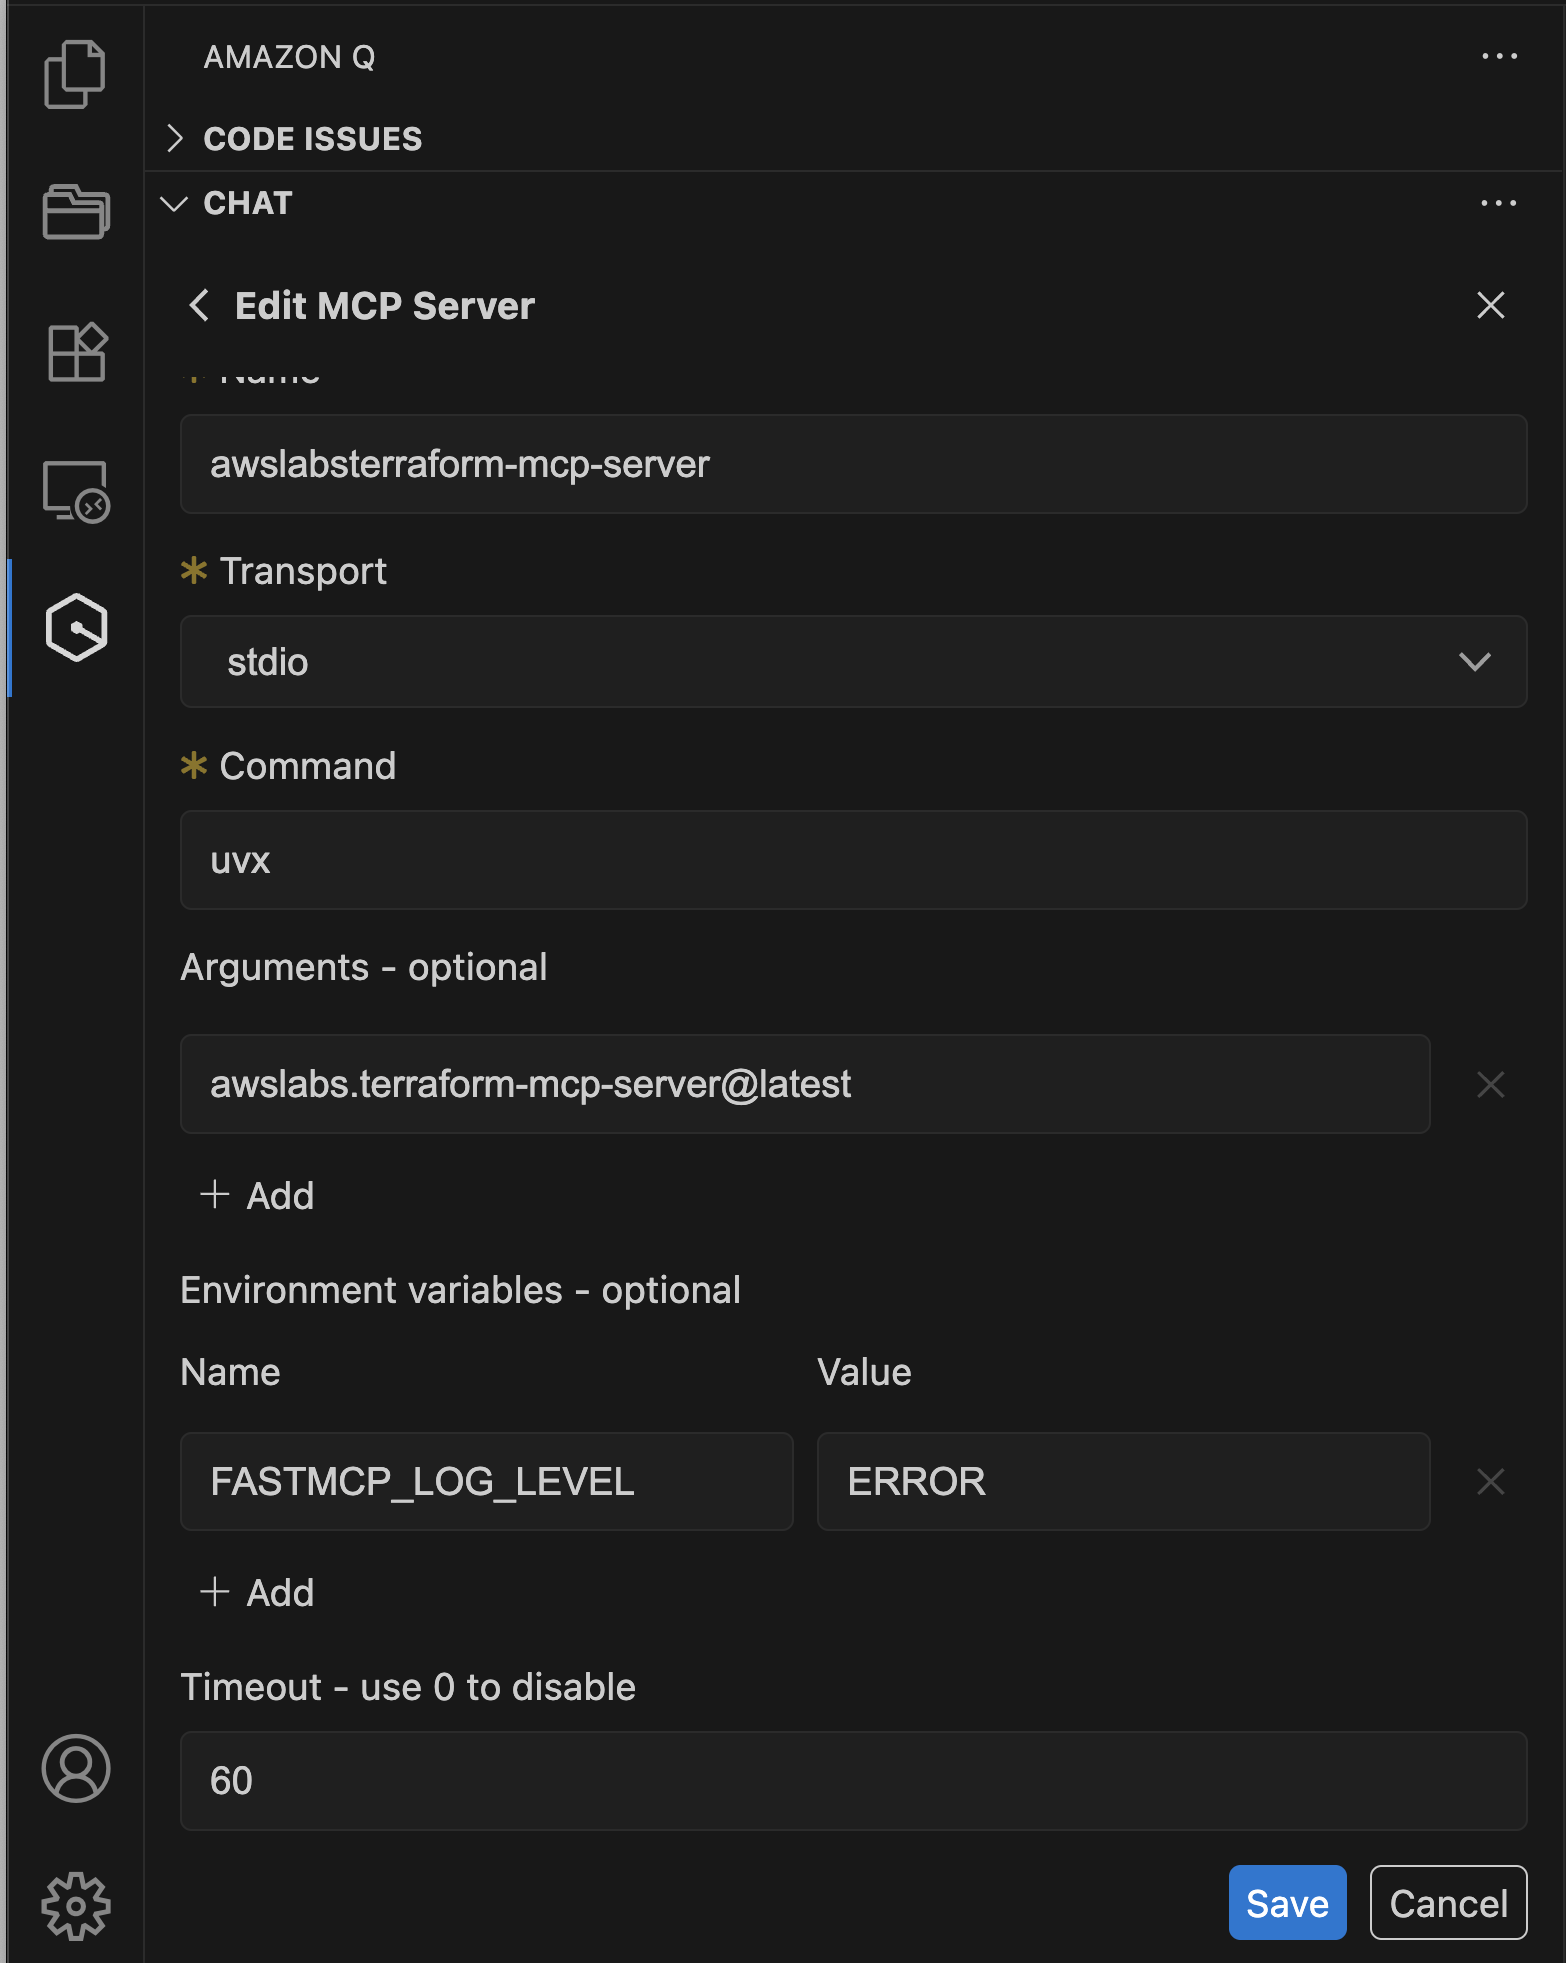 AMAZON Q
CODE ISSUES
CHAT
Edit MCP Server
* Name
awslabsterraform-mcp-server
* Transport
stdio
* Command
uvx
Arguments - optional
awslabs.terraform-mcp-server@latest
+ Add
Environment variables - optional
Name Value
FASTMCP_LOG_LEVEL ERROR
+ Add
Timeout - use 0 to disable
60
Save Cancel